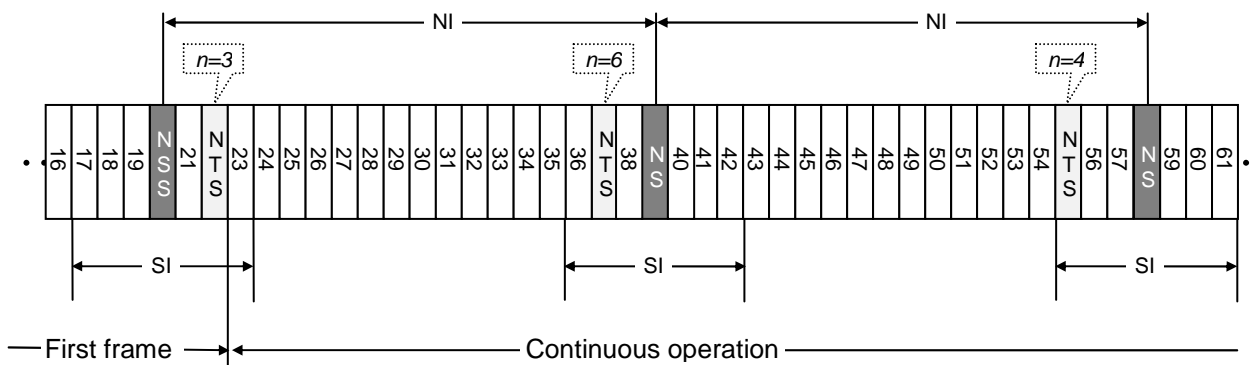 NI NI
n=3 n=6 n=4
16 17 18 19 NSS 21 NTS 23 24 25 26 27 28 29 30 31 32 33 34 35 36 NTS 38 NS 40 41 42 43 44 45 46 47 48 49 50 51 52 53 54 NTS 56 57 NS 59 60 61
SI SI SI
First frame Continuous operation